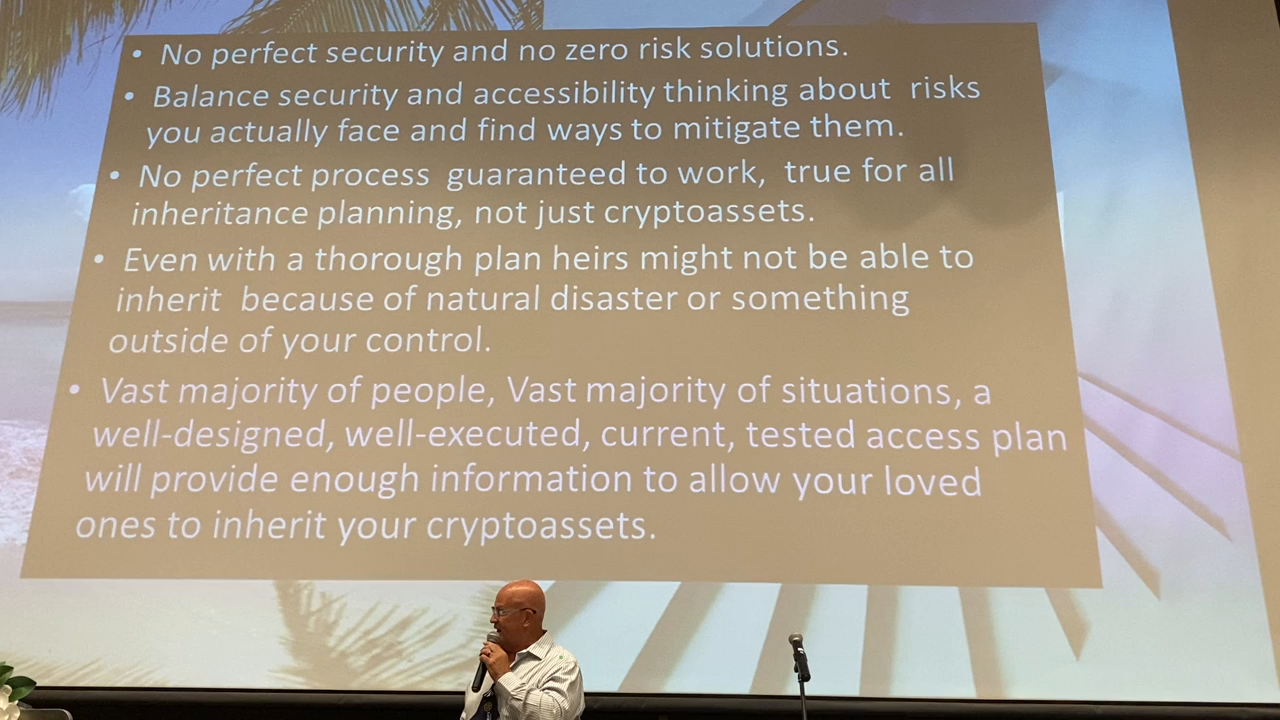 • No perfect security and no zero risk solutions.
• Balance security and accessibility thinking about risks
you actually face and find ways to mitigate them.
• No perfect process guaranteed to work, true for all
inheritance planning, not just cryptoassets.
• Even with a thorough plan heirs might not be able to
inherit because of natural disaster or something
outside of your control.
• Vast majority of people, Vast majority of situations, a
well-designed, well-executed, current, tested access plan
will provide enough information to allow your loved
ones to inherit your cryptoassets.